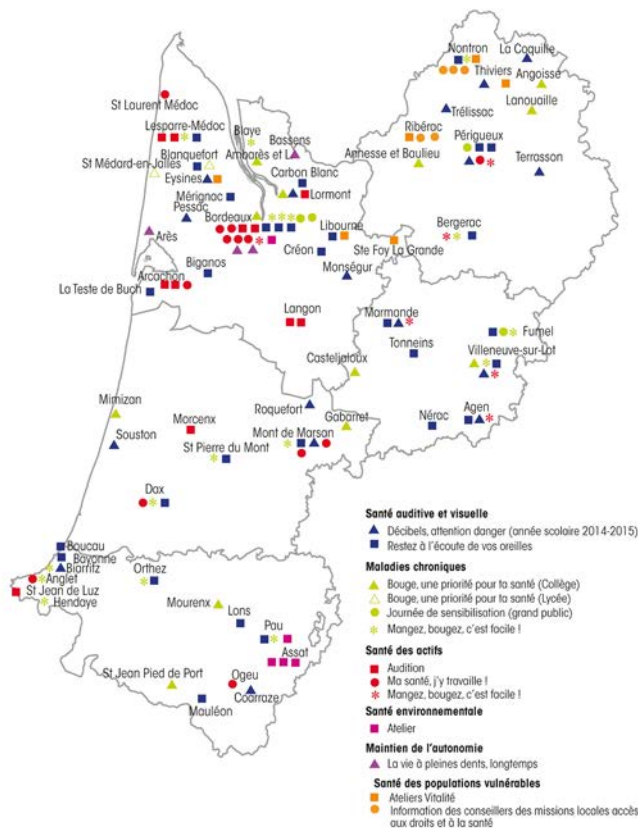 Nontron
La Coquille
Thiviers
Angoisse
St Laurent Médoc
Lanouaille
Trélissac
Lesparre-Médoc
Blaye
Bassens
Ribérac
Périgueux
Ambarès et L
Annesse et Baulieu
Blanquefort
St Médard-en-Jalles
Carbon Blanc
Terrasson
Eysines
Lormont
Mérignac
Pessac
Bordeaux
Libourne
Bergerac
Arès
Ste Foy La Grande
Créon
Biganos
Monségur
Arcachon
La Teste de Buch
Langon
Marmande
Fumel
Tonneins
Villeneuve-sur-Lot
Casteljaloux
Mimizan
Roquefort
Gabarret
Agen
Morcenx
Nérac
Souston
Mont de Marsan
St Pierre du Mont
Dax
Boucau
Bayonne
Biarritz
Anglet
St Jean de Luz
Hendaye
Orthez
Mourenx
Lons
Pau
Assat
St Jean Pied de Port
Ogeu
Coarraze
Mauléon
Santé auditive et visuelle
Décibels, attention danger (année scolaire 2014-2015)
Restez à l'écoute de vos oreilles
Maladies chroniques
Bouge, une priorité pour ta santé (Collège)
Bouge, une priorité pour ta santé (Lycée)
Journée de sensibilisation (grand public)
Mangez, bougez, c'est facile !
Santé des actifs
Audition
Ma santé, j'y travaille !
Mangez, bougez, c'est facile !
Santé environnementale
Atelier
Maintien de l'autonomie
La vie à pleines dents, longtemps
Santé des populations vulnérables
Ateliers Vitalité
Information des conseillers des missions locales accès
aux droits et à la santé